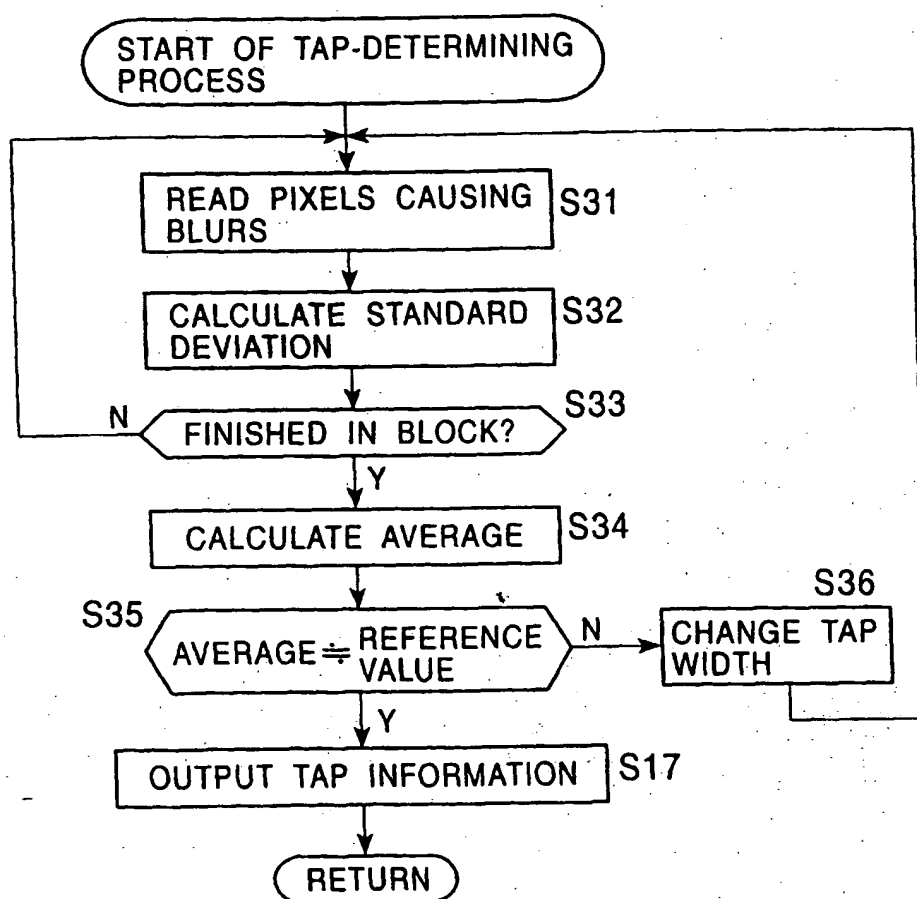 START OF TAP-DETERMINING
PROCESS
READ PIXELS CAUSING
BLURS
S31
CALCULATE STANDARD
DEVIATION
S32
N
FINISHED IN BLOCK?
S33
Y
CALCULATE AVERAGE
S34
S35
AVERAGE≒REFERENCE
VALUE
N
S36
CHANGE TAP
WIDTH
Y
OUTPUT TAP INFORMATION
S17
RETURN